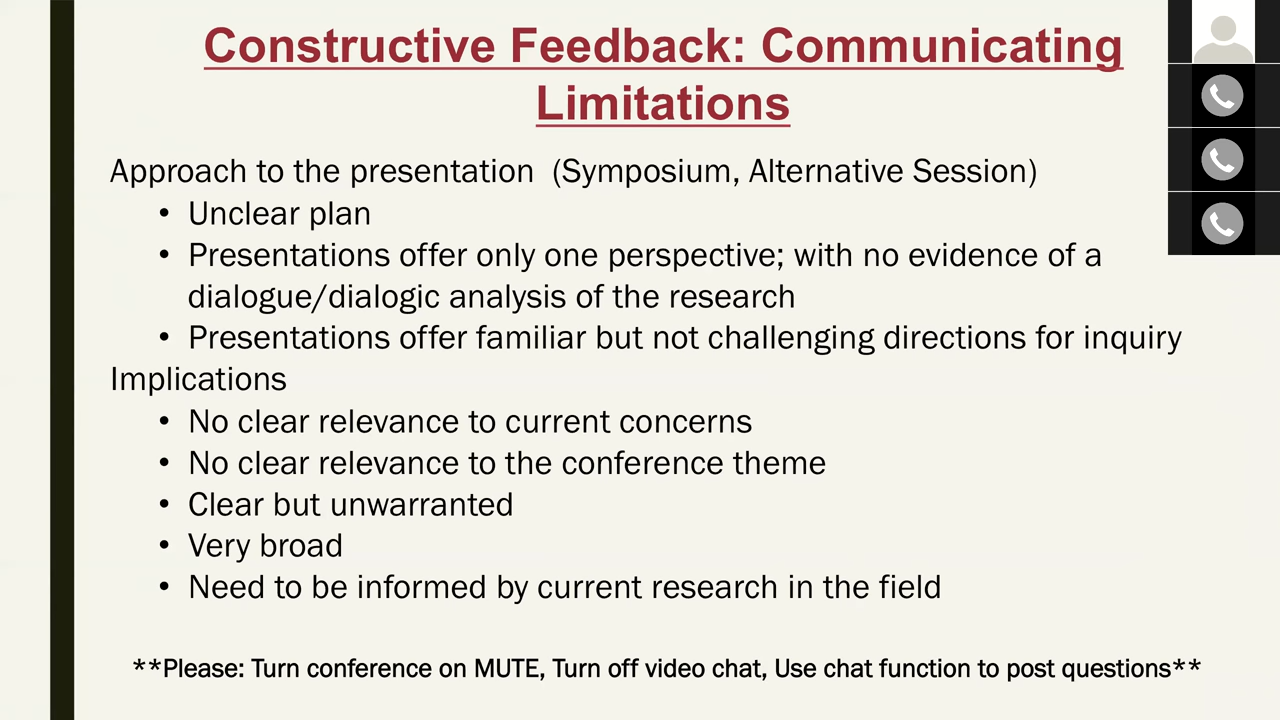 Constructive Feedback: Communicating
Limitations
Approach to the presentation  (Symposium, Alternative Session)
• Unclear plan
• Presentations offer only one perspective; with no evidence of a
dialogue/dialogic analysis of the research
• Presentations offer familiar but not challenging directions for inquiry
Implications
• No clear relevance to current concerns
• No clear relevance to the conference theme
• Clear but unwarranted
• Very broad
• Need to be informed by current research in the field
**Please: Turn conference on MUTE, Turn off video chat, Use chat function to post questions**